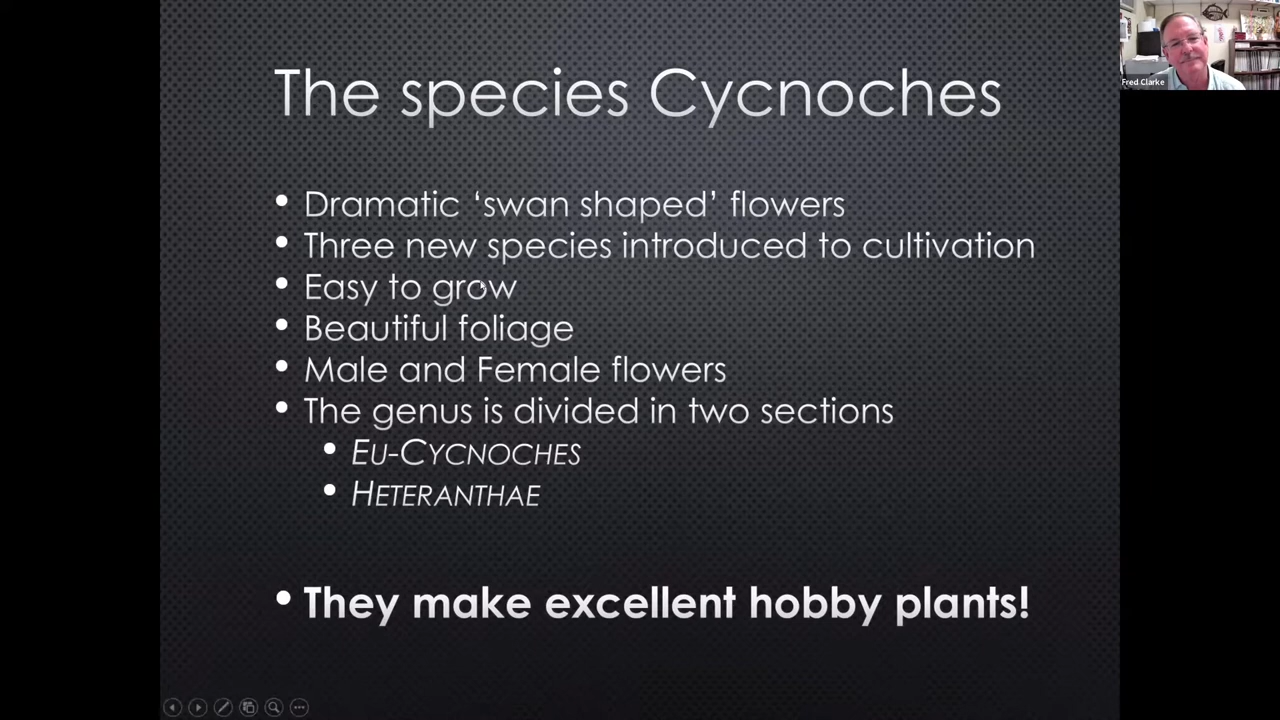 The species Cycnoches
Fred Clarke
• Dramatic ‘swan shaped’ flowers
• Three new species introduced to cultivation
• Easy to grow
• Beautiful foliage
• Male and Female flowers
• The genus is divided in two sections
• EU-CYCNOCHES
• HETERANTHAE
• They make excellent hobby plants!